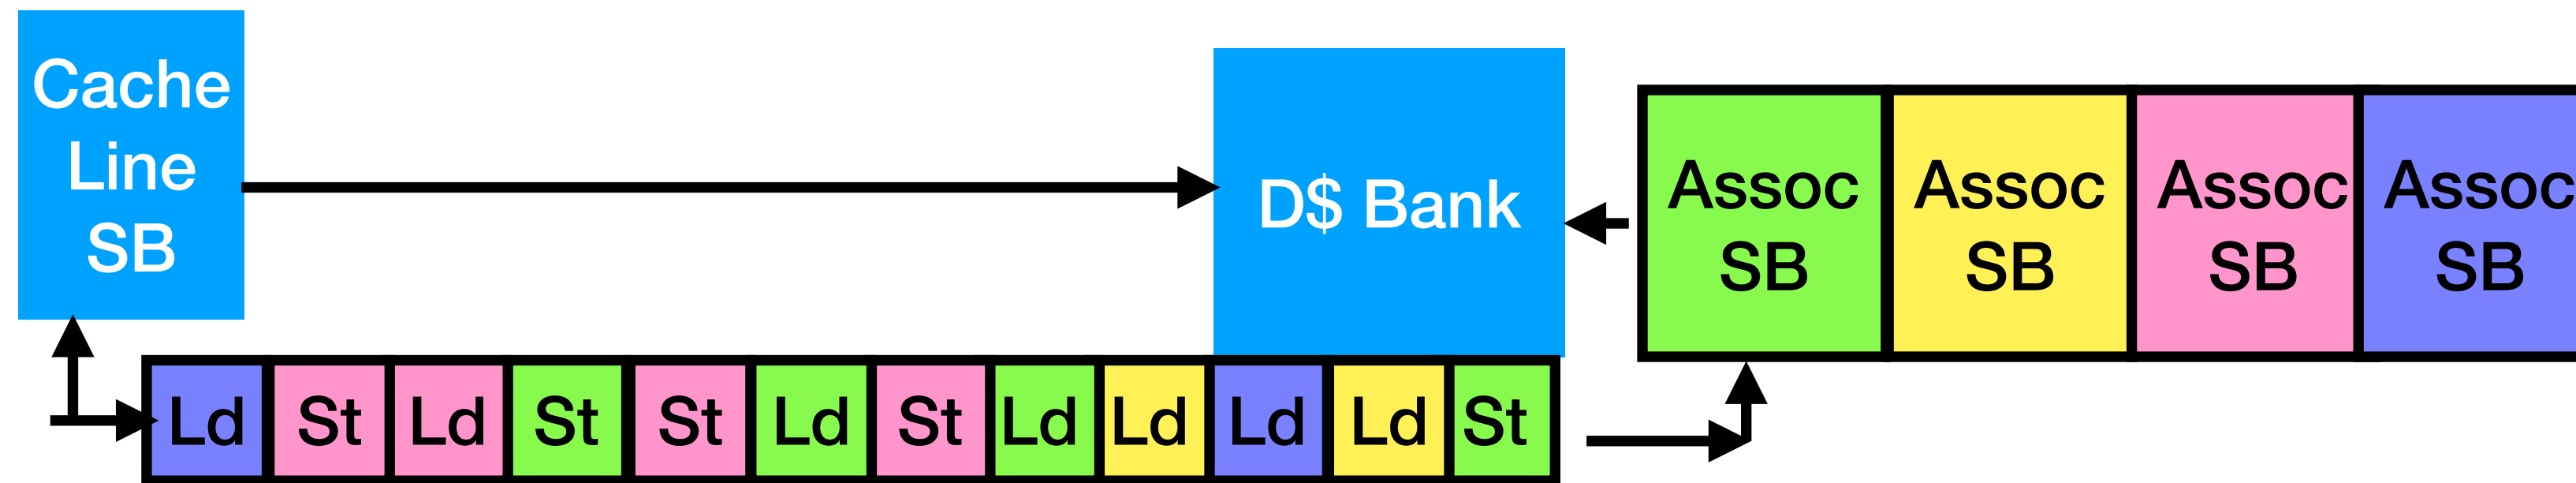 Cache
Line
SB
D$ Bank
Assoc
SB
Assoc
SB
Assoc
SB
Assoc
SB
Ld
St
Ld
St
St
Ld
St
Ld
Ld
Ld
Ld
St